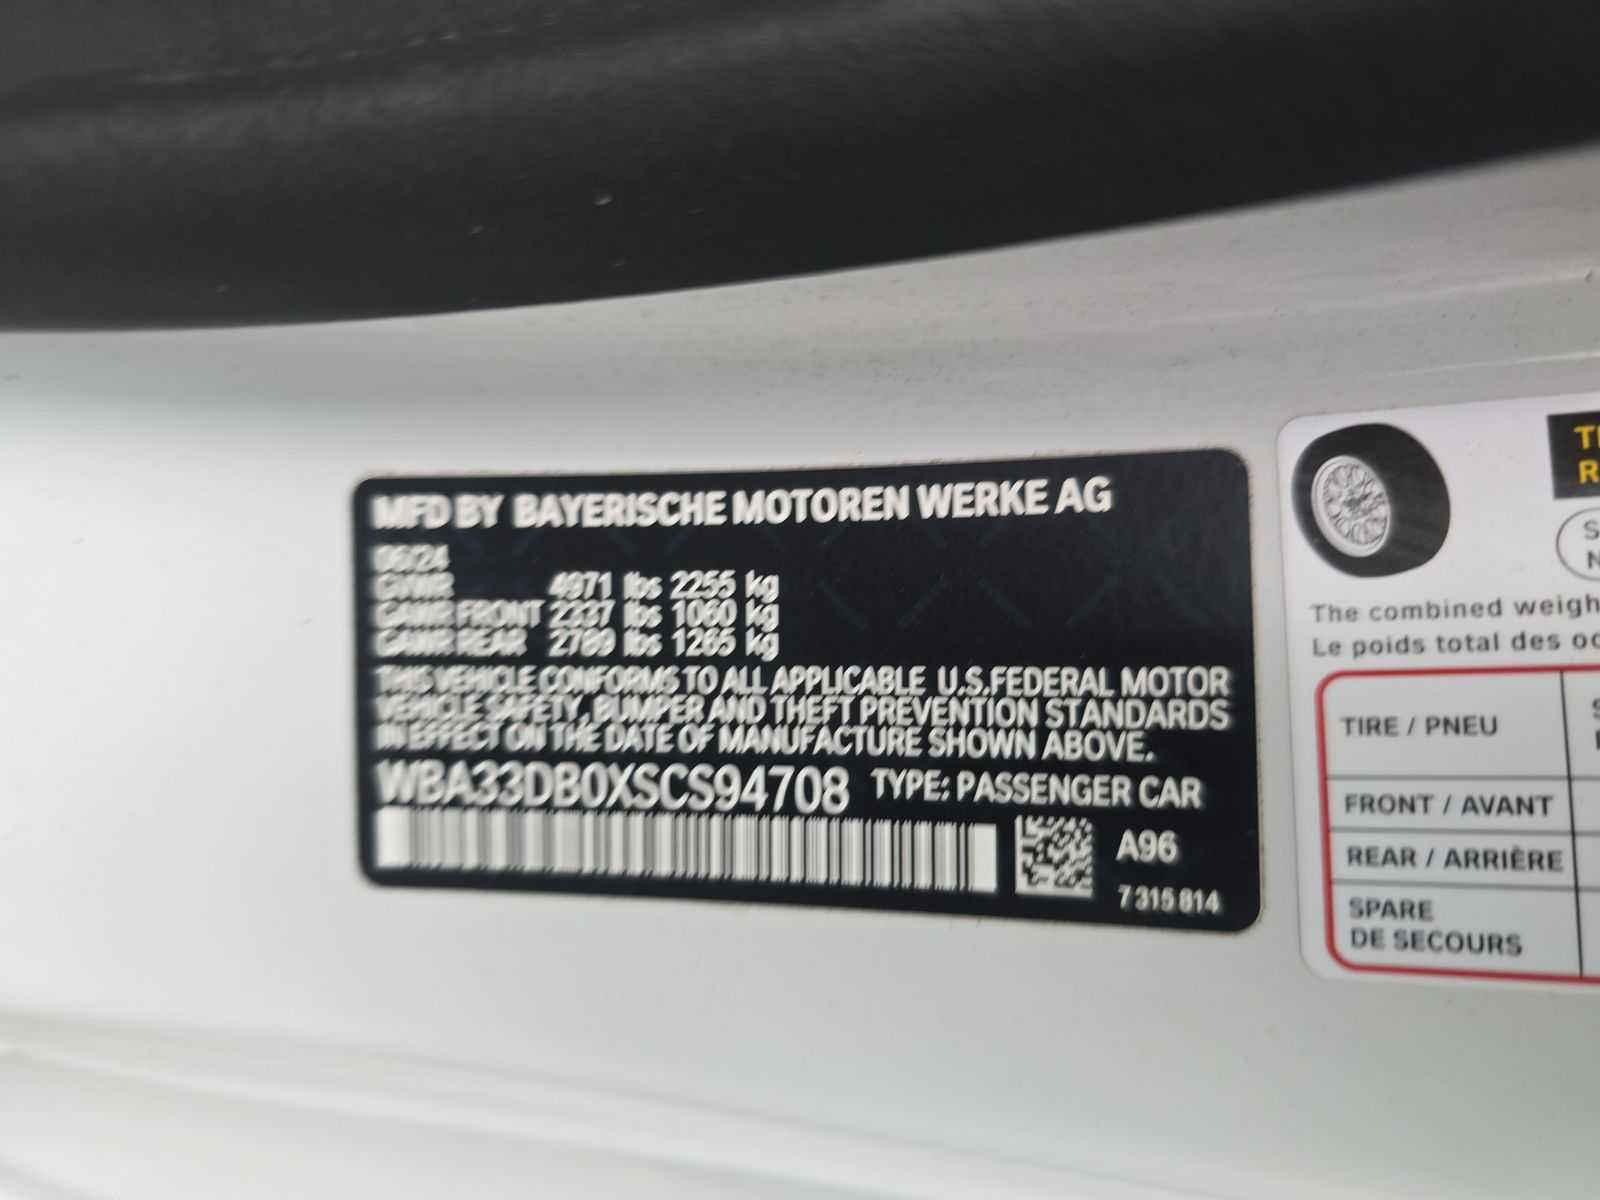 MFD BY BAYERISCHE MOTOREN WERKE AG
06/24
GVWR 4971 lbs 2255 kg
GAWR FRONT 2337 lbs 1060 kg
GAWR REAR 2789 lbs 1265 kg
THIS VEHICLE CONFORMS TO ALL APPLICABLE U.S.FEDERAL MOTOR
VEHICLE SAFETY, BUMPER AND THEFT PREVENTION STANDARDS
IN EFFECT ON THE DATE OF MANUFACTURE SHOWN ABOVE.
WBA33DB0XSCS94708 TYPE: PASSENGER CAR
A96
7 315 814
The combined
Le poids total des
TIRE / PNEU
FRONT / AVANT
REAR / ARRIÈRE
SPARE
DE SECOURS